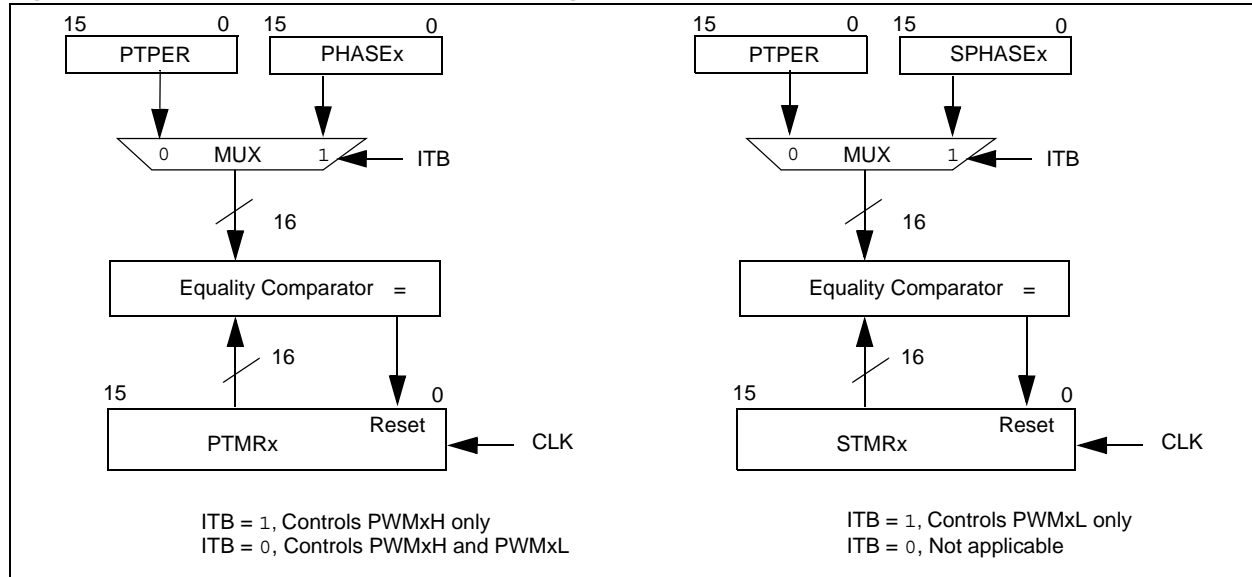 15 0
PTPER
15 0
PHASEx
0 MUX 1
ITB
16
Equality Comparator =
16
15 0
Reset
PTMRx
CLK
ITB = 1, Controls PWMxH only
ITB = 0, Controls PWMxH and PWMxL
15 0
PTPER
15 0
SPHASEx
0 MUX 1
ITB
16
Equality Comparator =
16
15 0
Reset
STMRx
CLK
ITB = 1, Controls PWMxL only
ITB = 0, Not applicable